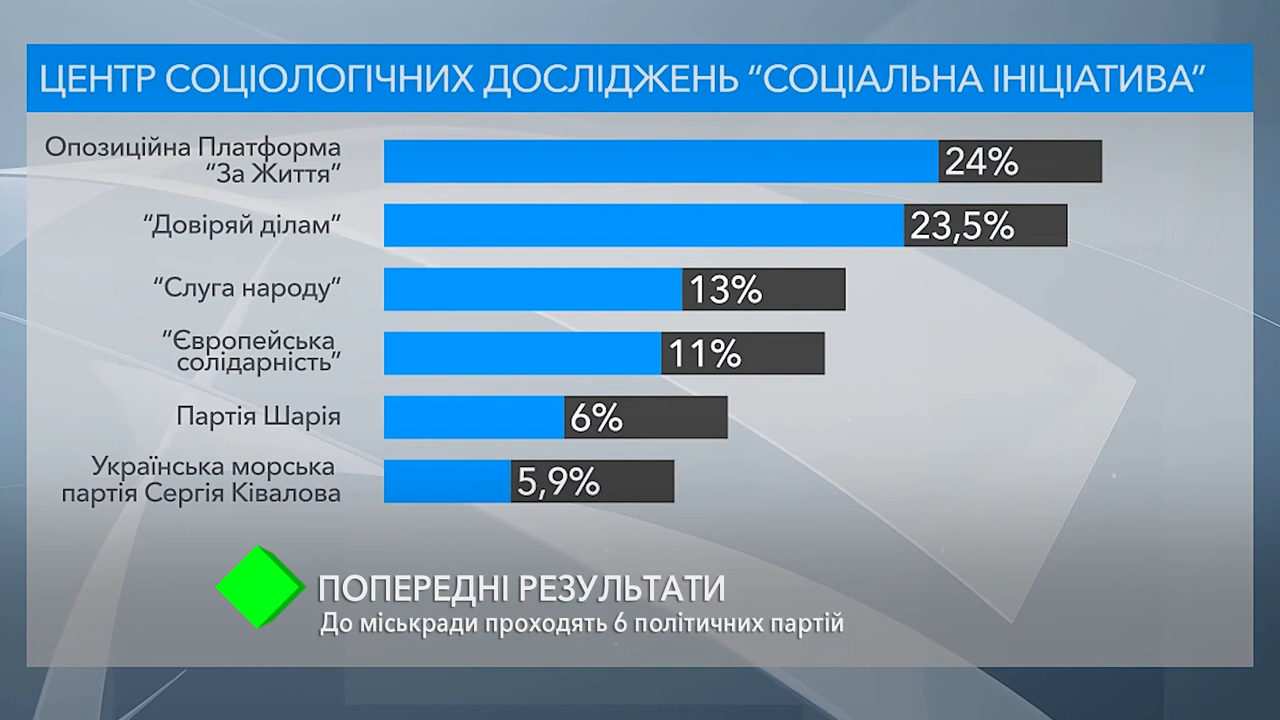 ЦЕНТР СОЦІОЛОГІЧНИХ ДОСЛІДЖЕНЬ “СОЦІАЛЬНА ІНІЦІАТИВА”
Опозиційна Платформа
“За Життя”
24%
“Довіряй ділам”
23,5%
“Слуга народу”
13%
“Європейська
солідарність”
11%
Партія Шарія
6%
Українська морська
партія Сергія Ківалова
5,9%
ПОПЕРЕДНІ РЕЗУЛЬТАТИ
До міськради проходять 6 політичних партій